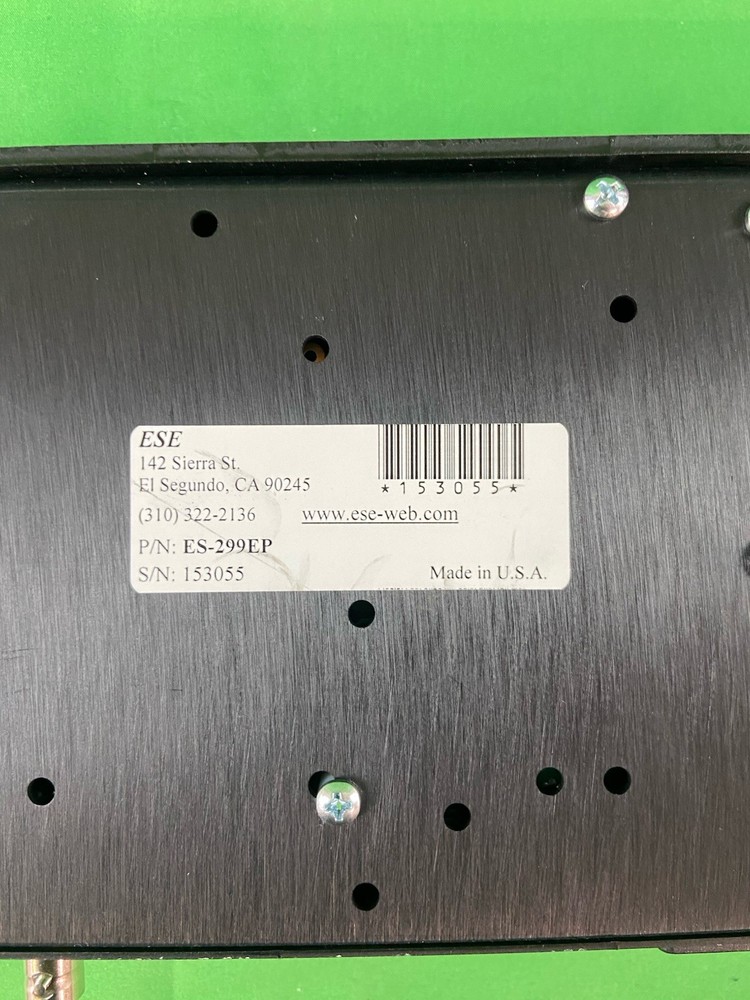 ESE
142 Sierra St.
El Segundo, CA 90245
*153055*
(310) 322-2136 www.ese-web.com
P/N: ES-299EP
S/N: 153055 Made in U.S.A.